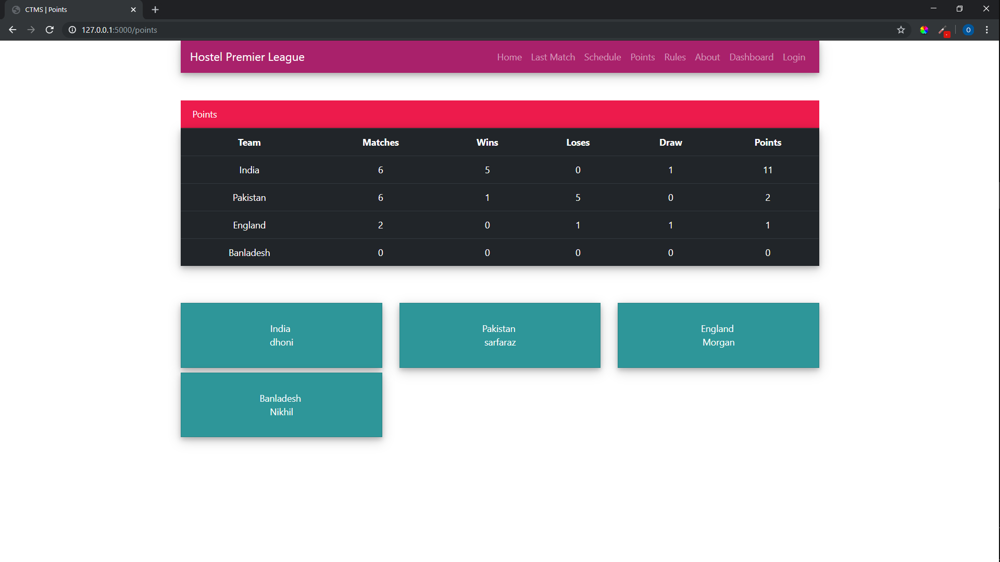 CTMS | Points
127.0.0.1:5000/points
O
Hostel Premier League Home Last Match Schedule Points Rules About Dashboard Login
Points
Team Matches Wins Loses Draw Points
India 6 5 0 1 11
Pakistan 6 1 5 0 2
England 2 0 1 1 1
Banladesh 0 0 0 0 0
India
dhoni
Pakistan
sarfaraz
England
Morgan
Banladesh
Nikhil